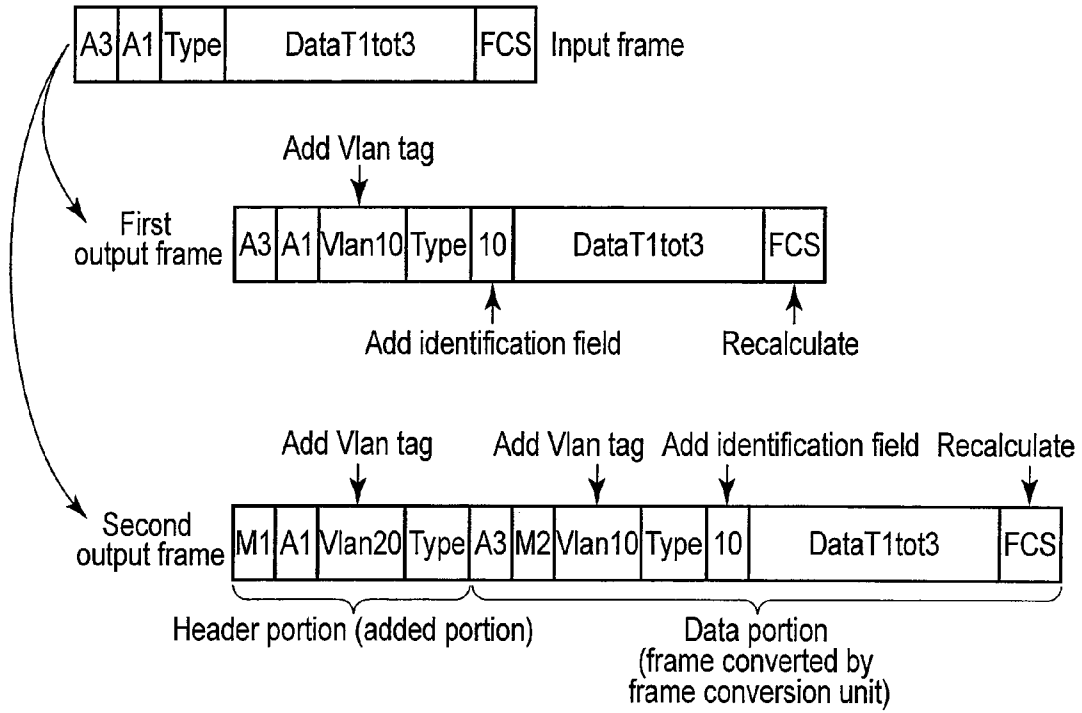 A3 A1 Type DataT1tot3 FCS Input frame
Add Vlan tag
First
output frame
A3 A1 Vlan10 Type 10 DataT1tot3 FCS
Add identification field Recalculate
Add Vlan tag Add Vlan tag Add identification field Recalculate
Second
output frame
M1 A1 Vlan20 Type A3 M2 Vlan10 Type 10 DataT1tot3 FCS
Header portion (added portion)
Data portion
(frame converted by
frame conversion unit)